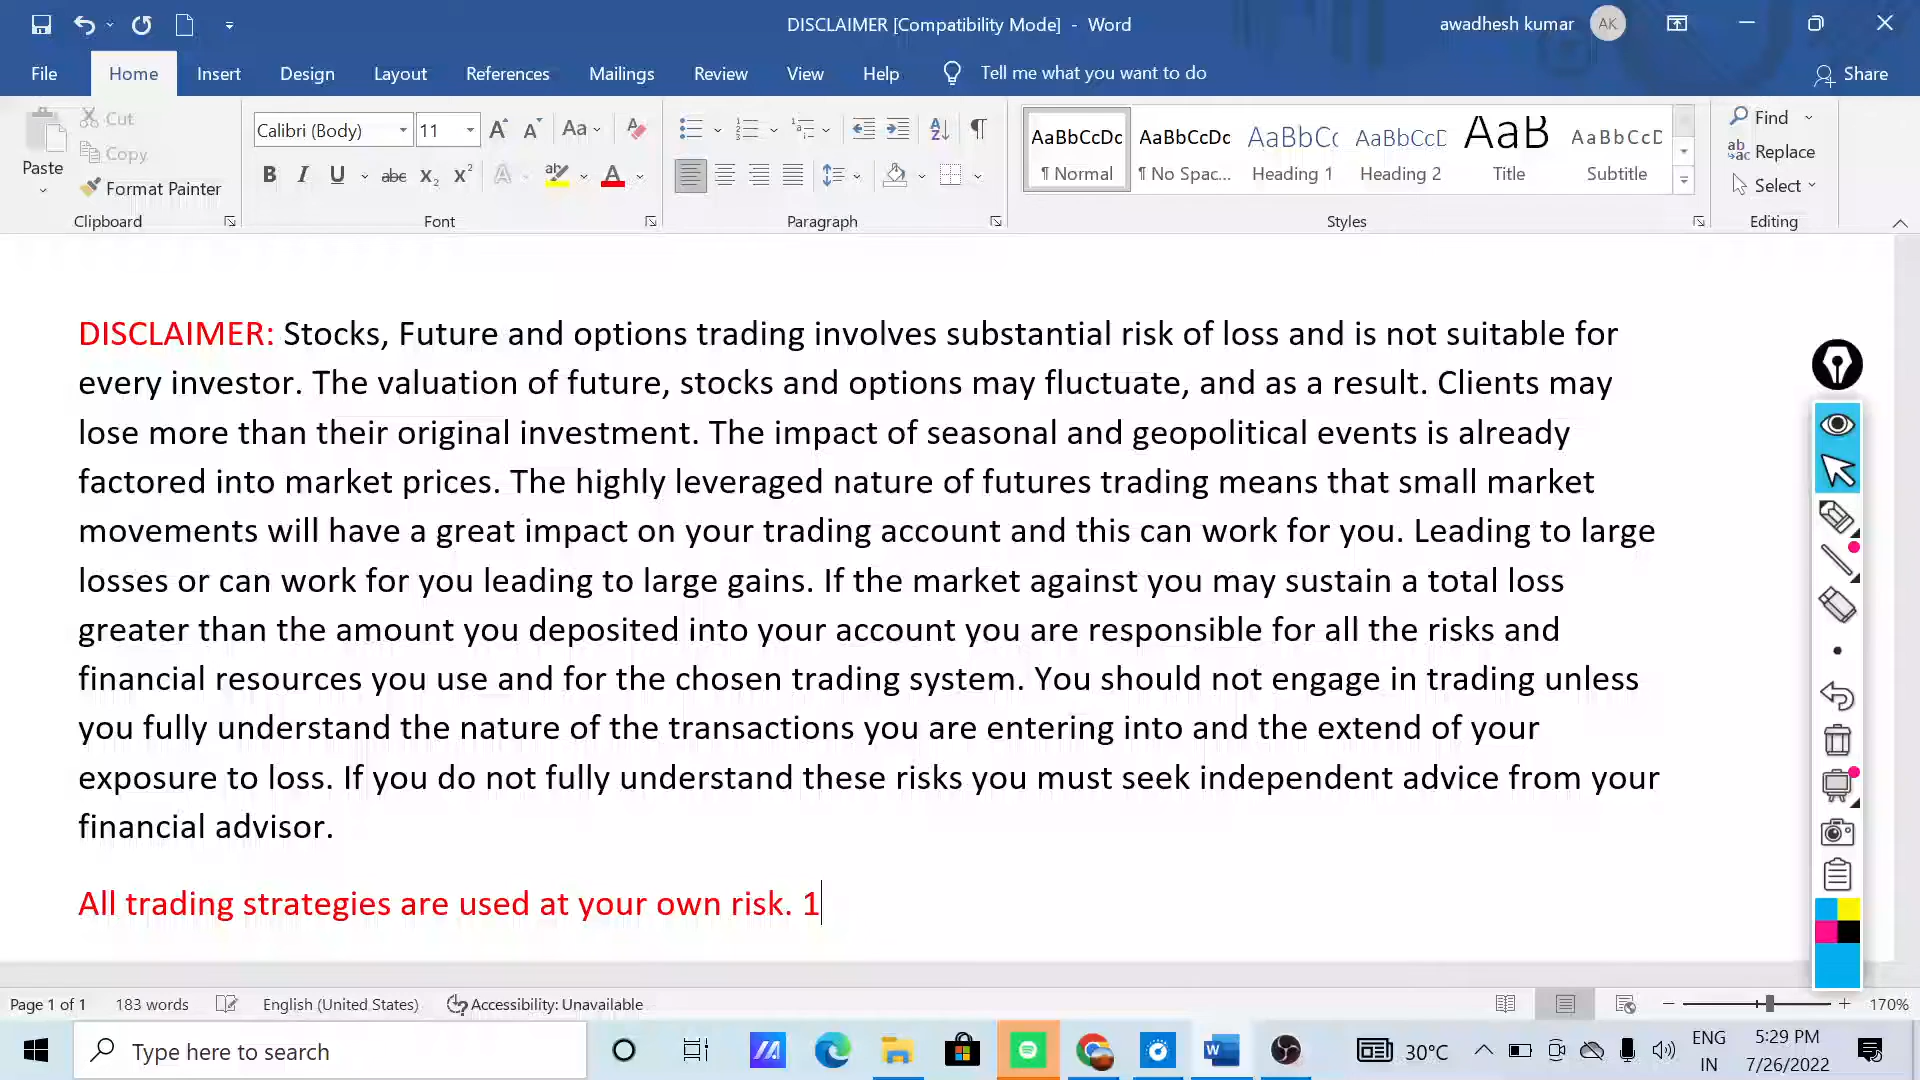 DISCLAIMER [Compatibility Mode] - Word
awadhesh kumar AK
File Home Insert Design Layout References Mailings Review View Help Tell me what you want to do Share
Paste
Cut
Copy
Format Painter
Clipboard
Calibri (Body) 11
Font
Paragraph
AaBbCcDc AaBbCcDc AaBbCc AaBbCcD AaB AaBbCcD
¶ Normal ¶ No Spac... Heading 1 Heading 2 Title Subtitle
Styles
Find
Replace
Select
Editing
DISCLAIMER: Stocks, Future and options trading involves substantial risk of loss and is not suitable for
every investor. The valuation of future, stocks and options may fluctuate, and as a result. Clients may
lose more than their original investment. The impact of seasonal and geopolitical events is already
factored into market prices. The highly leveraged nature of futures trading means that small market
movements will have a great impact on your trading account and this can work for you. Leading to large
losses or can work for you leading to large gains. If the market against you may sustain a total loss
greater than the amount you deposited into your account you are responsible for all the risks and
financial resources you use and for the chosen trading system. You should not engage in trading unless
you fully understand the nature of the transactions you are entering into and the extend of your
exposure to loss. If you do not fully understand these risks you must seek independent advice from your
financial advisor.
All trading strategies are used at your own risk. 1
Page 1 of 1 183 words English (United States) Accessibility: Unavailable 170%
Type here to search
30°C
ENG
IN
5:29 PM
7/26/2022